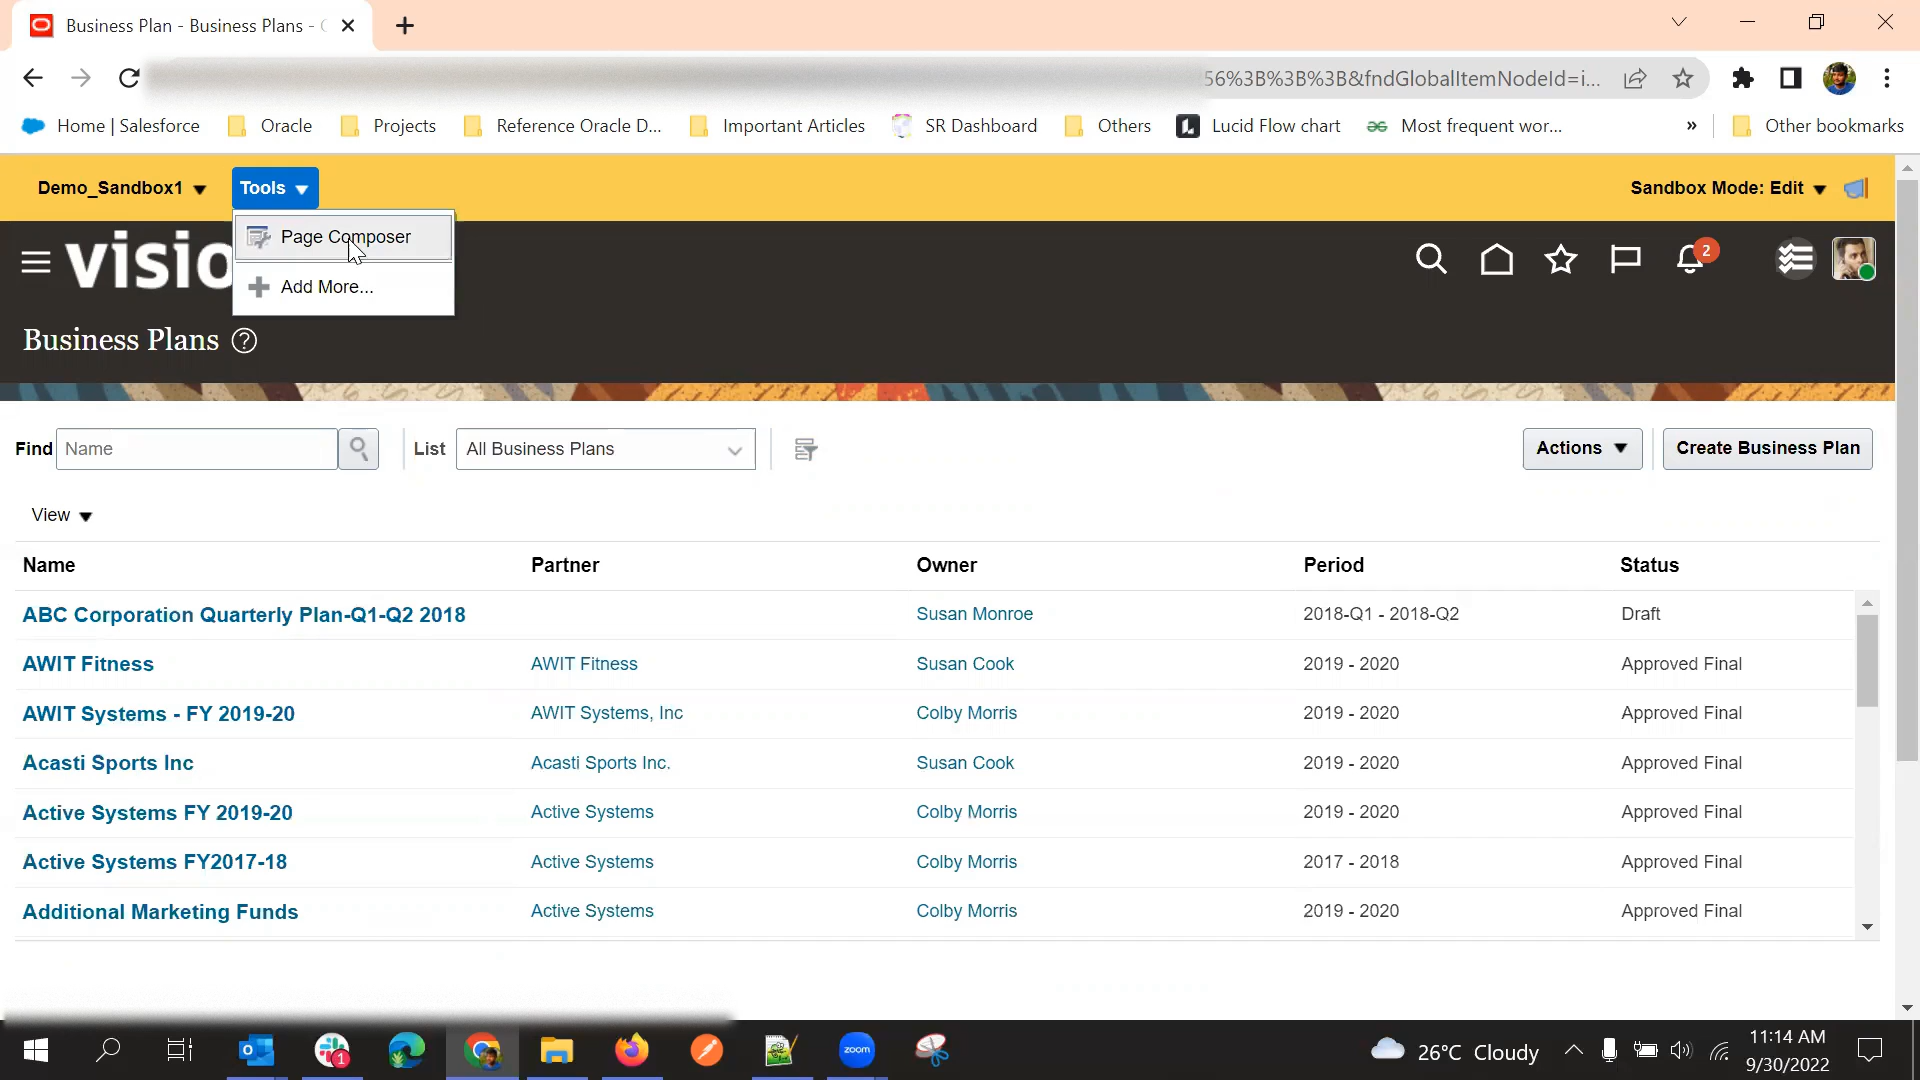 Business Plan - Business Plans -
56%3B%3B%3B&fndGlobalItemNodeId=i...
Home | Salesforce Oracle Projects Reference Oracle D... Important Articles SR Dashboard Others Lucid Flow chart Most frequent wor... » Other bookmarks
Demo_Sandbox1 Tools Sandbox Mode: Edit
Page Composer
visio
2
Add More...
Business Plans ?
Find Name List All Business Plans Actions Create Business Plan
View
Name Partner Owner Period Status
ABC Corporation Quarterly Plan-Q1-Q2 2018 Susan Monroe 2018-Q1 - 2018-Q2 Draft
AWIT Fitness AWIT Fitness Susan Cook 2019 - 2020 Approved Final
AWIT Systems - FY 2019-20 AWIT Systems, Inc Colby Morris 2019 - 2020 Approved Final
Acasti Sports Inc Acasti Sports Inc. Susan Cook 2019 - 2020 Approved Final
Active Systems FY 2019-20 Active Systems Colby Morris 2019 - 2020 Approved Final
Active Systems FY2017-18 Active Systems Colby Morris 2017 - 2018 Approved Final
Additional Marketing Funds Active Systems Colby Morris 2019 - 2020 Approved Final
1 zoom 26°C Cloudy 11:14 AM
9/30/2022